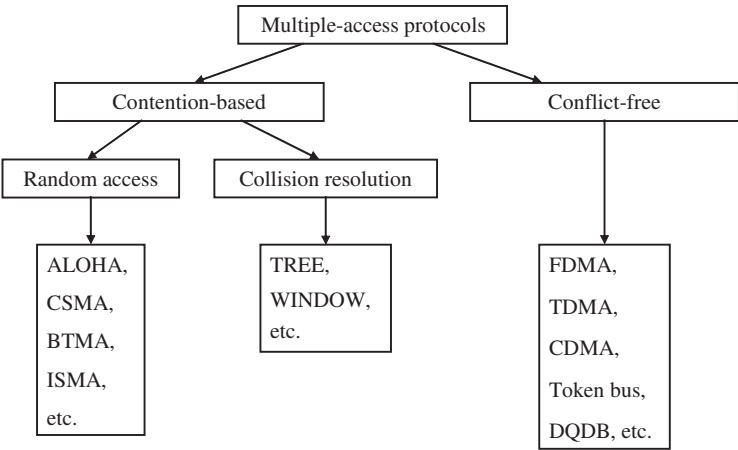 Multiple-access protocols
Contention-based
Conflict-free
Random access
Collision resolution
ALOHA,
CSMA,
BTMA,
ISMA,
etc.
TREE,
WINDOW,
etc.
FDMA,
TDMA,
CDMA,
Token bus,
DQDB, etc.